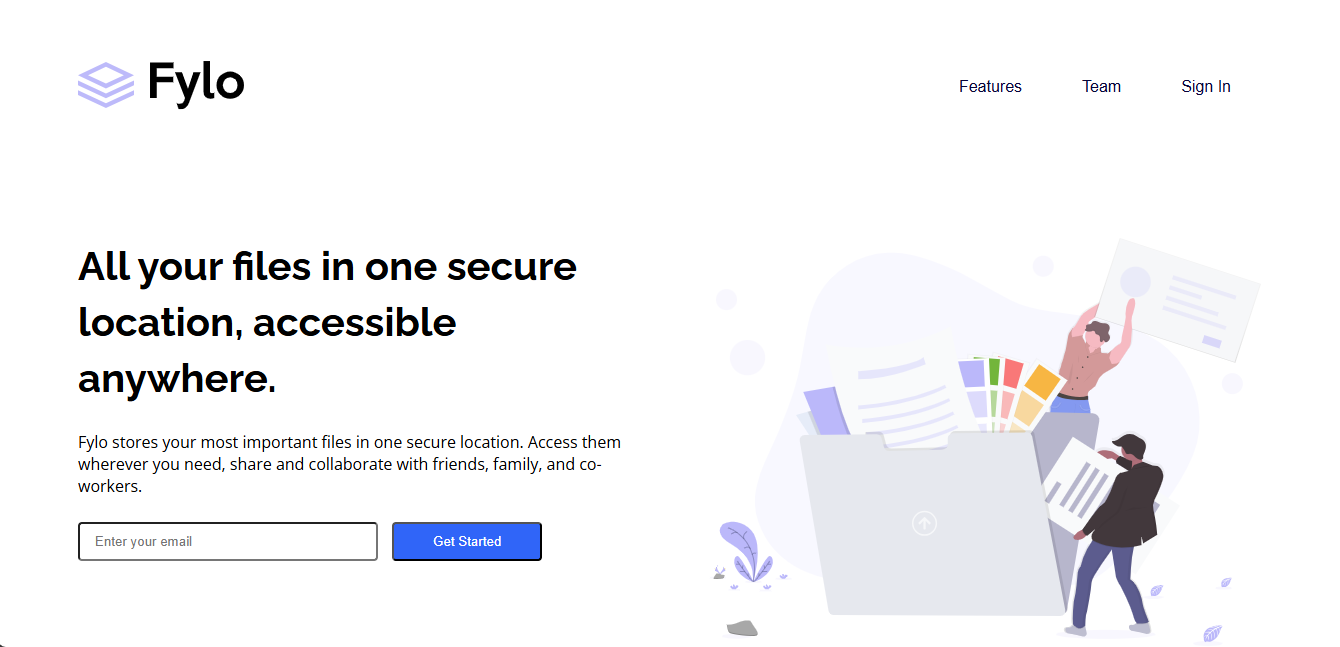 Fylo
Features
Team
Sign In
All your files in one secure
location, accessible
anywhere.
Fylo stores your most important files in one secure location. Access them
wherever you need, share and collaborate with friends, family, and co-
workers.
Enter your email
Get Started